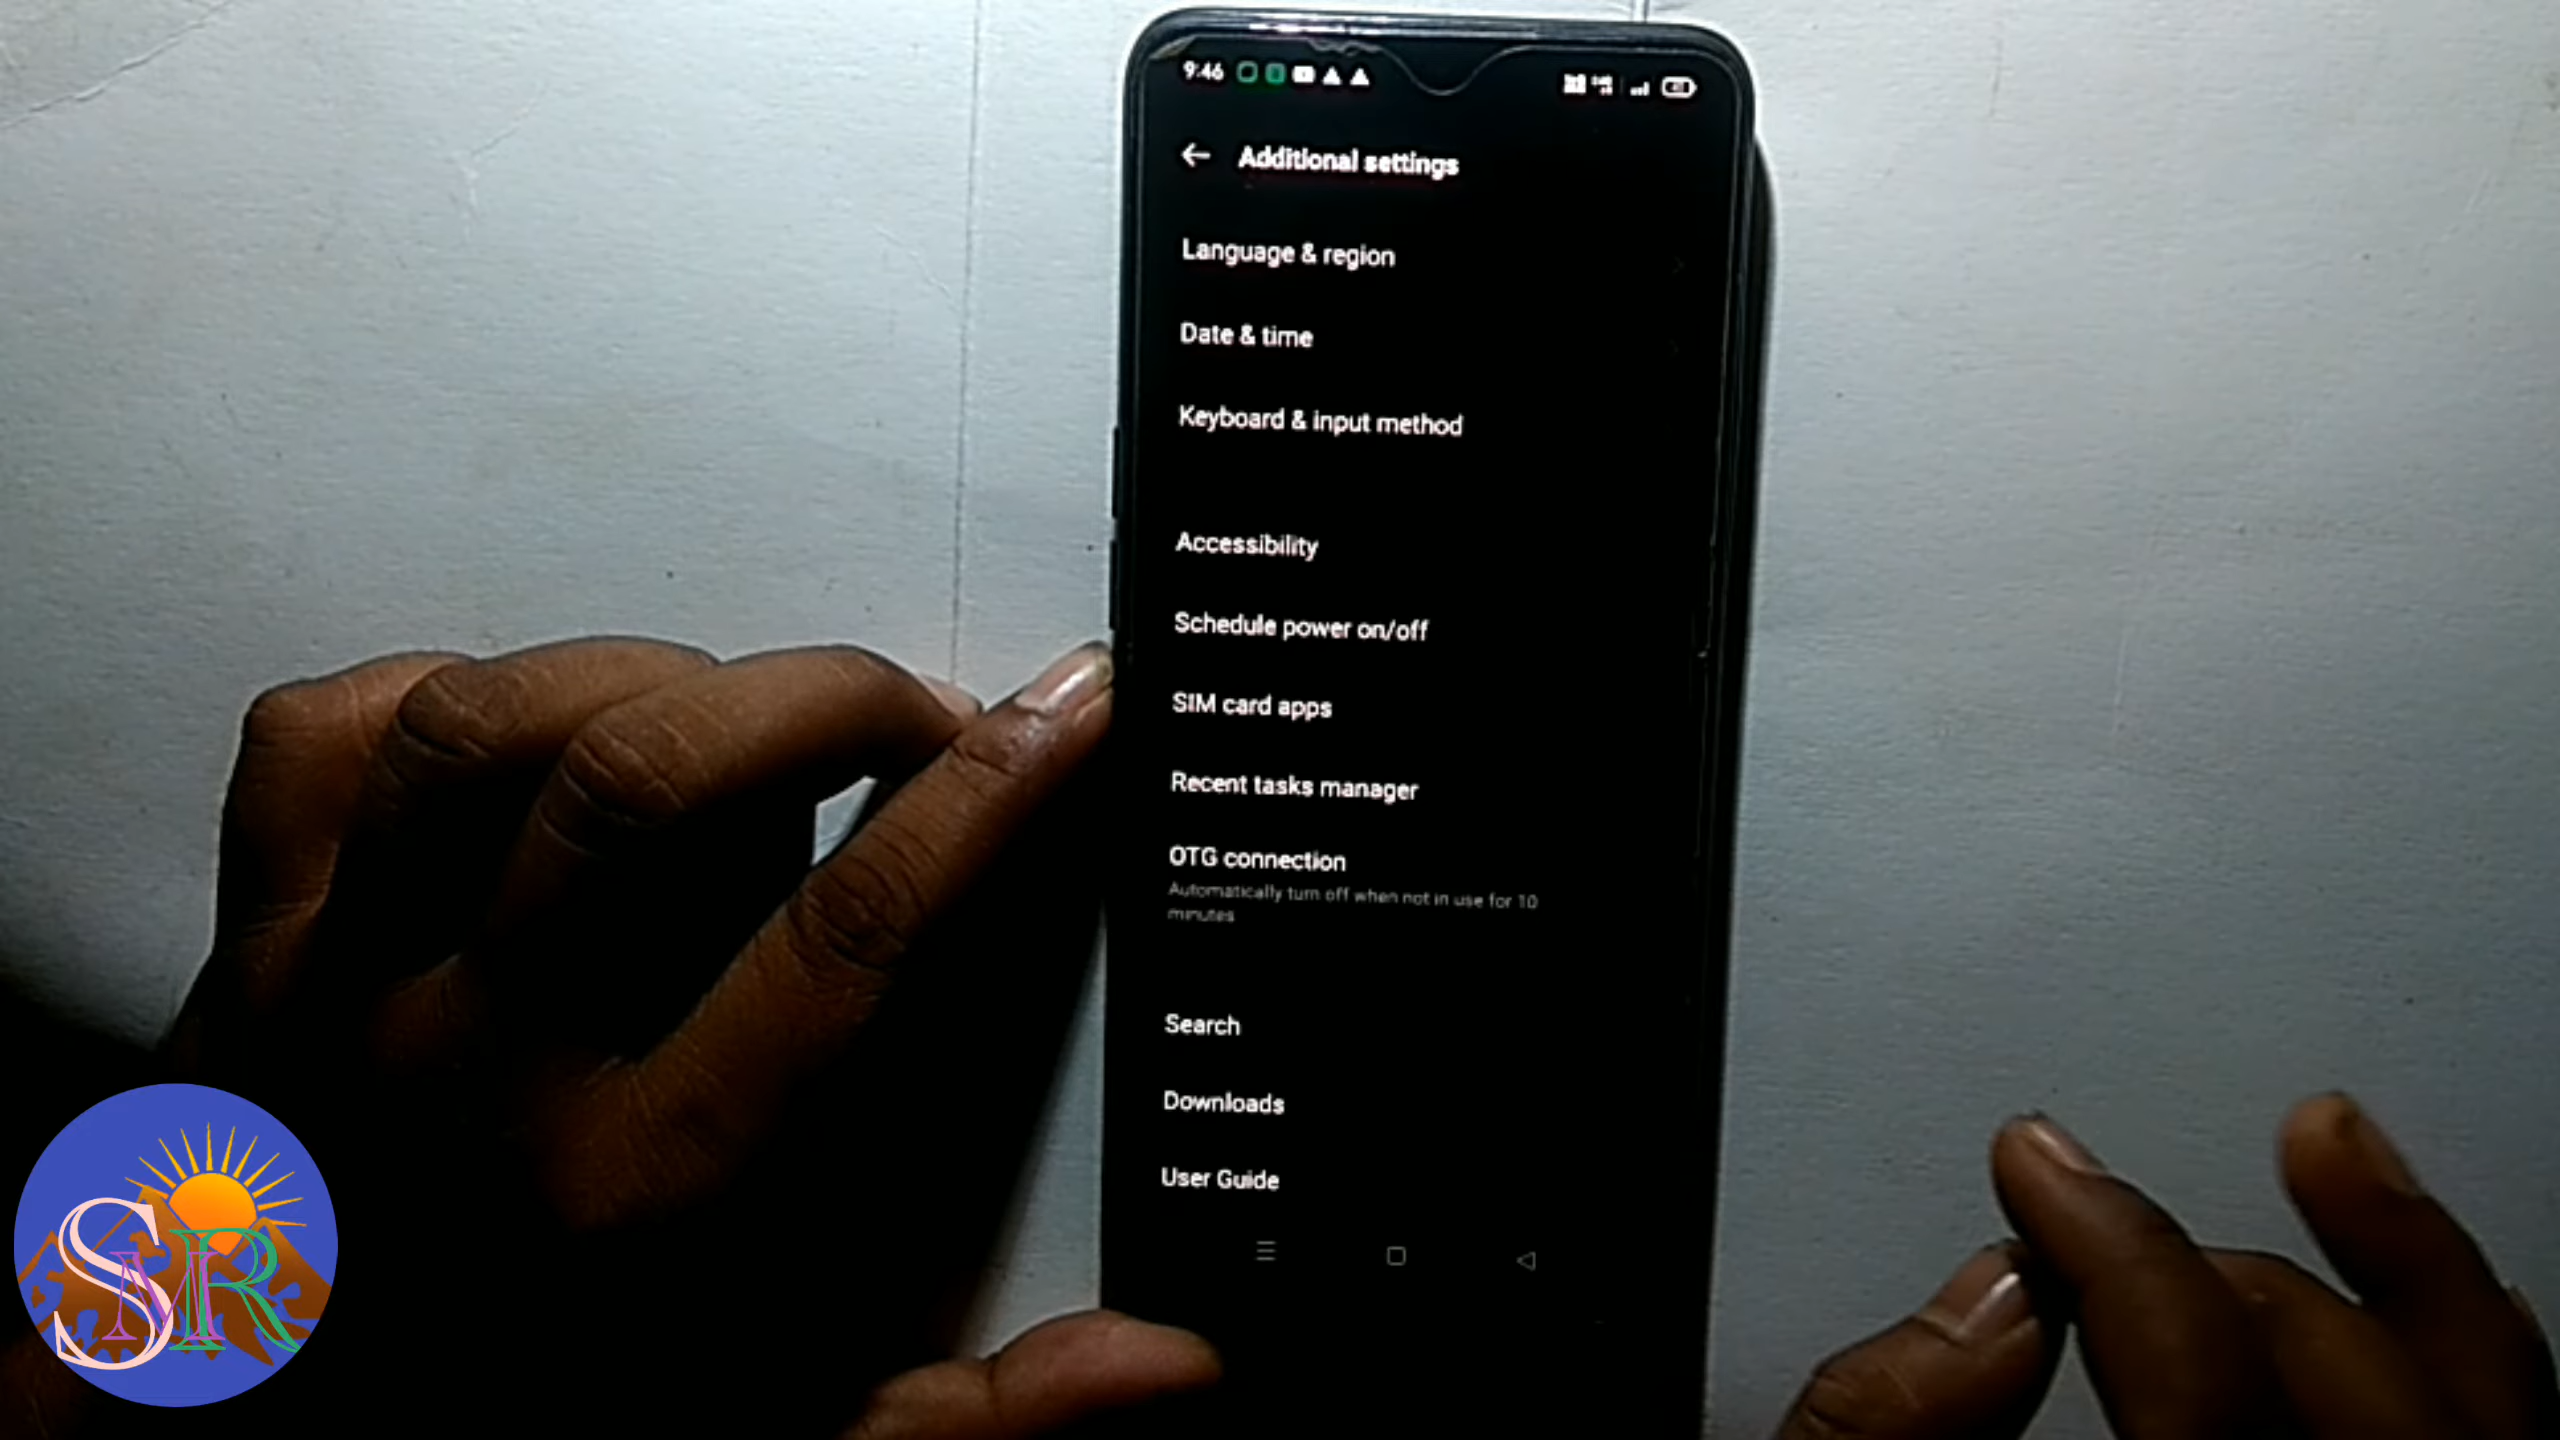 9:46
Additional settings
Language & region
Date & time
Keyboard & input method
Accessibility
Schedule power on/off
SIM card apps
Recent tasks manager
OTG connection
Automatically turn off when not in use for 10
minutes
Search
Downloads
User Guide
SMR